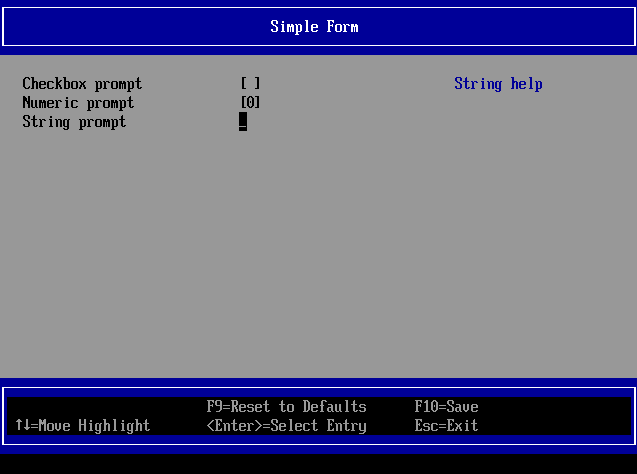 Simple Form
Checkbox prompt [ ] String help
Numeric prompt [0]
String prompt _
F9=Reset to Defaults F10=Save
↑↓=Move Highlight <Enter>=Select Entry Esc=Exit